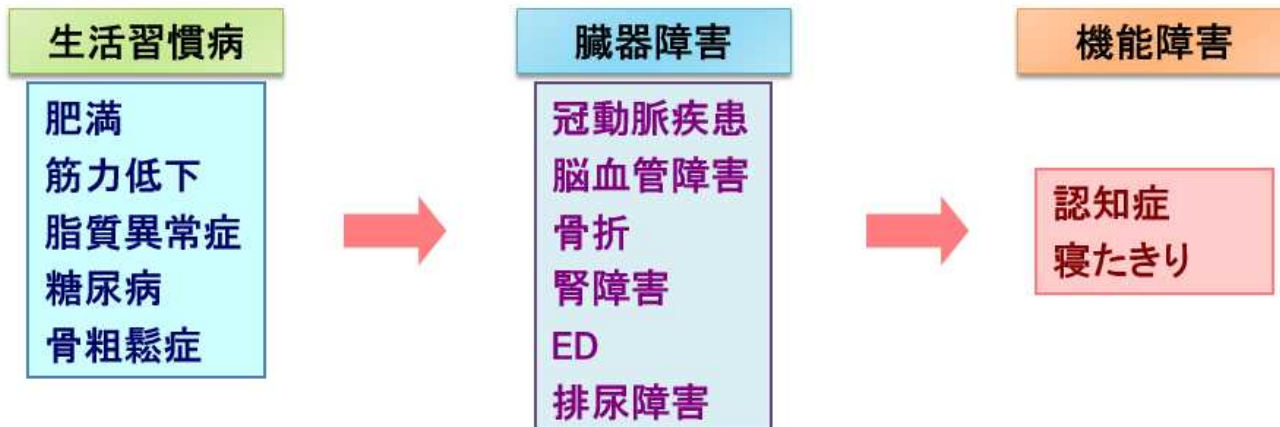 生活習慣病
肥満
筋力低下
脂質異常症
糖尿病
骨粗鬆症
臓器障害
冠動脈疾患
脳血管障害
骨折
腎障害
ED
排尿障害
機能障害
認知症
寝たきり